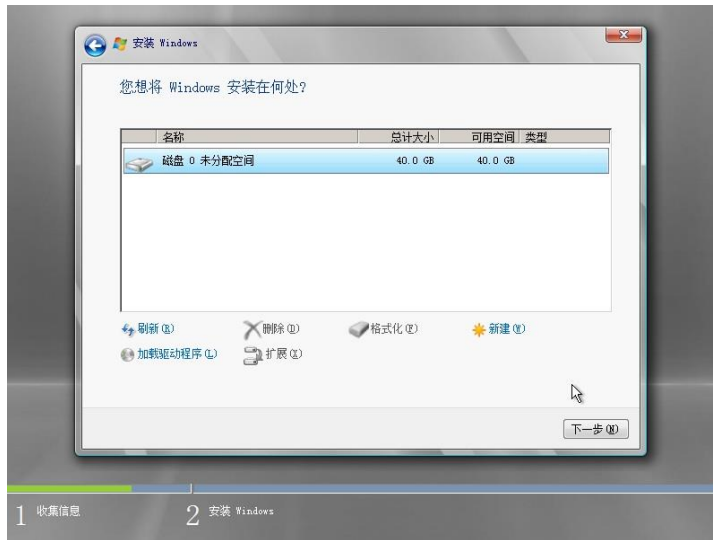 安装 Windows
您想将 Windows 安装在何处?
名称 总计大小 可用空间 类型
磁盘 0 未分配空间 40.0 GB 40.0 GB
刷新(R) 删除(D) 格式化(F) 新建(W)
加载驱动程序(L) 扩展(X)
下一步(N)
1 收集信息 2 安装 Windows